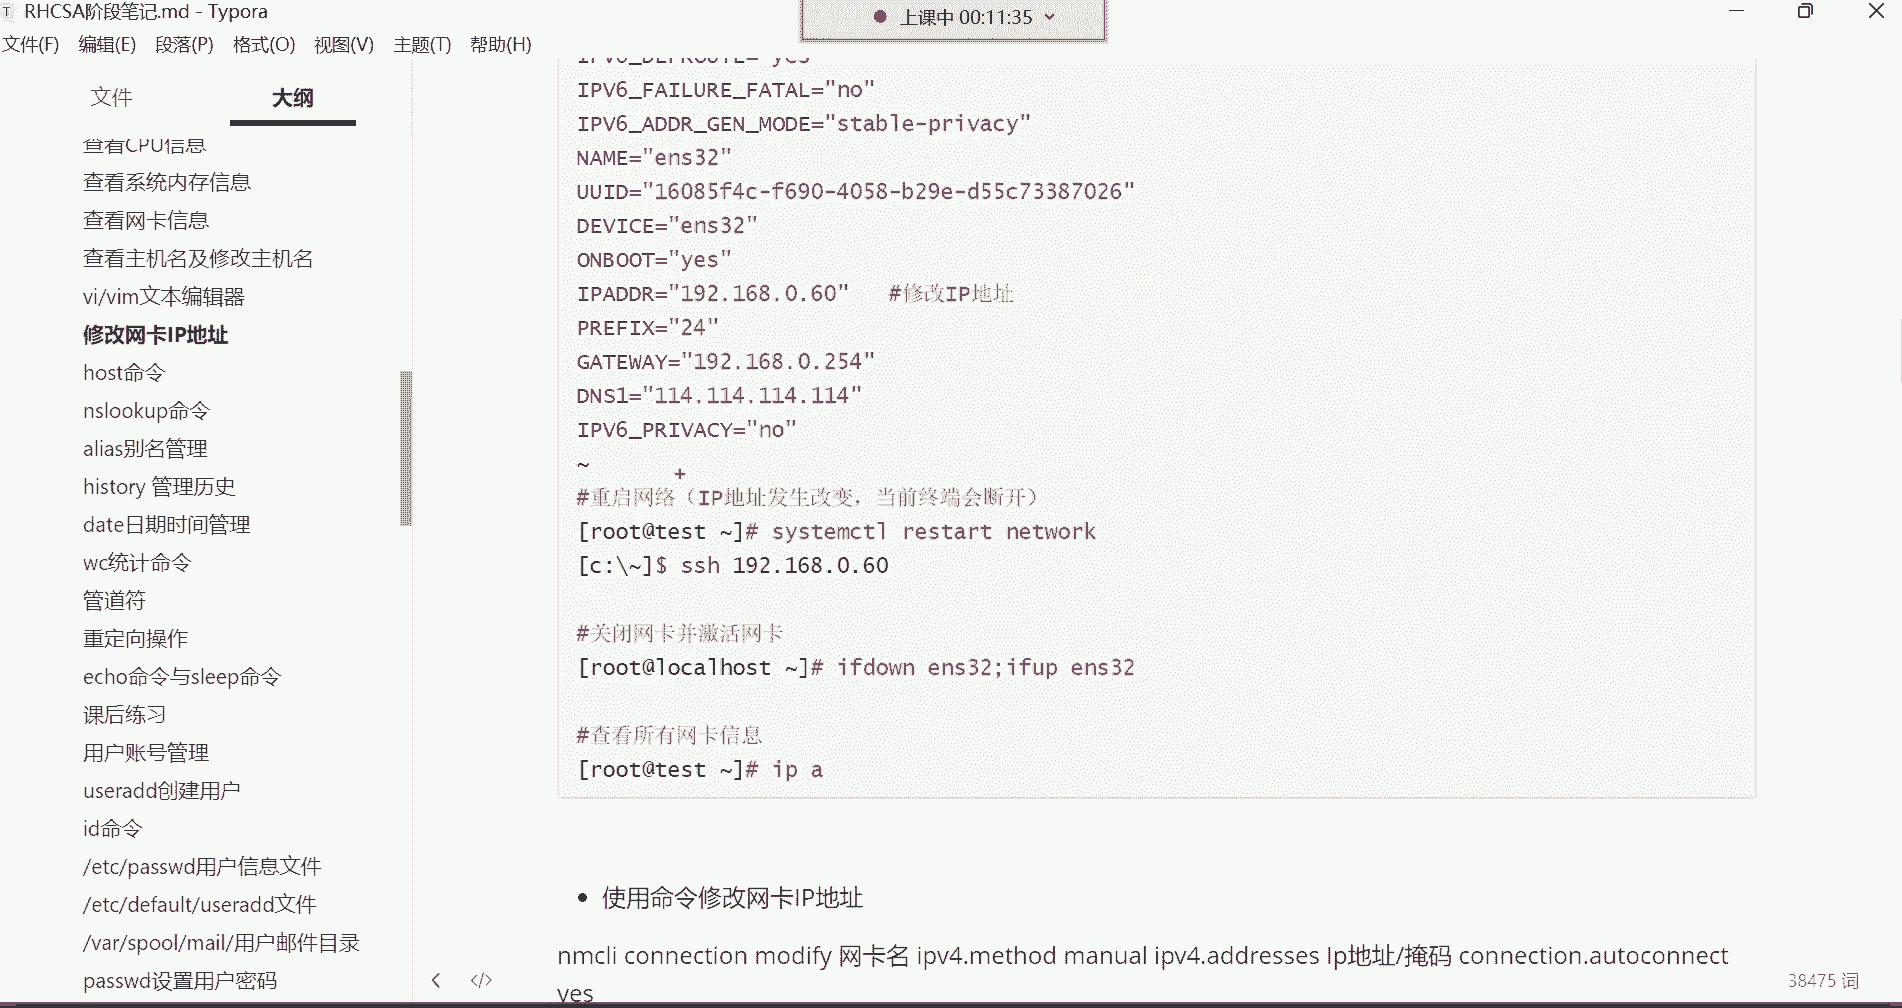 RHCSA阶段笔记.md - Typora
上课中 00:11:35
文件(F) 编辑(E) 段落(P) 格式(O) 视图(V) 主题(T) 帮助(H)
文件 大纲
查看CPU信息
查看系统内存信息
查看网卡信息
查看主机名及修改主机名
vi/vim文本编辑器
修改网卡IP地址
host命令
nslookup命令
alias别名管理
history 管理历史
date日期时间管理
wc统计命令
管道符
重定向操作
echo命令与sleep命令
课后练习
用户账号管理
useradd创建用户
id命令
/etc/passwd用户信息文件
/etc/default/useradd文件
/var/spool/mail/用户邮件目录
passwd设置用户密码
IPV6_DEFROUTE="yes"
IPV6_FAILURE_FATAL="no"
IPV6_ADDR_GEN_MODE="stable-privacy"
NAME="ens32"
UUID="16085f4c-f690-4058-b29e-d55c73387026"
DEVICE="ens32"
ONBOOT="yes"
IPADDR="192.168.0.60" #修改IP地址
PREFIX="24"
GATEWAY="192.168.0.254"
DNS1="114.114.114.114"
IPV6_PRIVACY="no"
~
#重启网络（IP地址发生改变，当前终端会断开）
[root@test ~]# systemctl restart network
[c:\~]$ ssh 192.168.0.60
#关闭网卡并激活网卡
[root@localhost ~]# ifdown ens32;ifup ens32
#查看所有网卡信息
[root@test ~]# ip a
• 使用命令修改网卡IP地址
nmcli connection modify 网卡名 ipv4.method manual ipv4.addresses Ip地址/掩码 connection.autoconnect
yes
38475 词